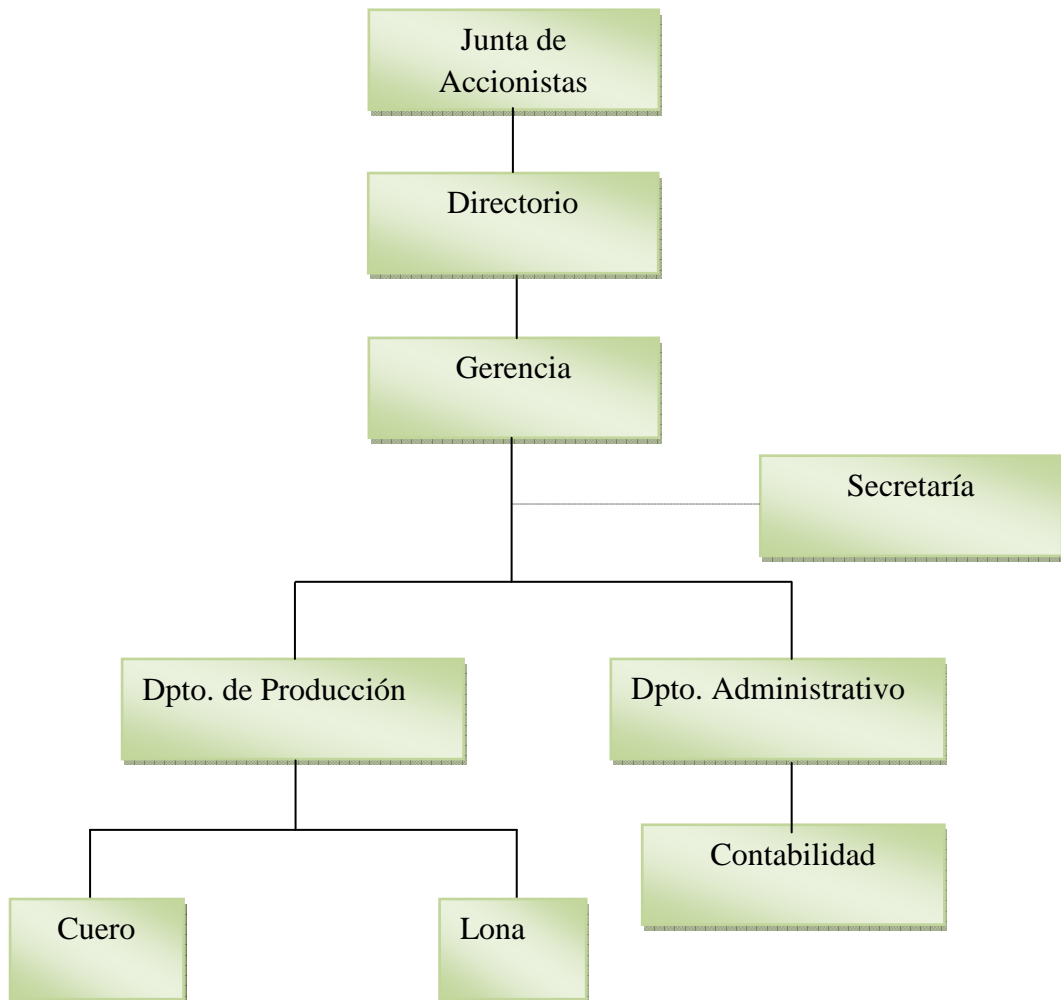 Junta de
Accionistas
Directorio
Gerencia
Secretaría
Dpto. de Producción
Dpto. Administrativo
Contabilidad
Cuero
Lona